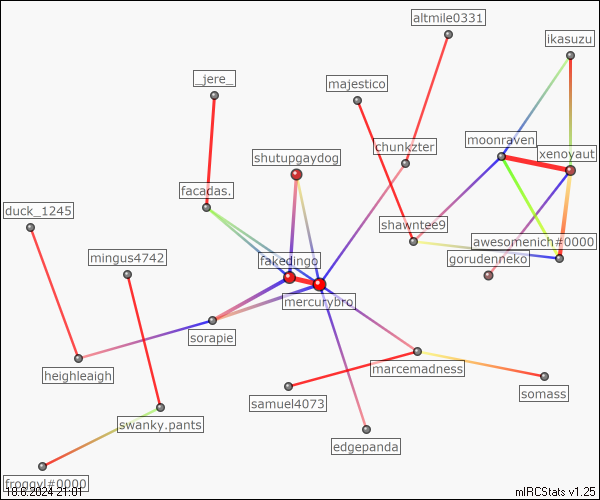 altmile0331
ikasuzu
_jere_
majestico
moonraven
chunkzter
xenoyaut
shutupgaydog
facadas.
duck_1245
shawntee9
awesomenich#0000
mingus4742
fakedingo
gorudenneko
mercurybro
sorapie
heighleaigh
marcemadness
somass
samuel4073
swanky.pants
edgepanda
froggyl#0000
10.6.2024 21:01
mIRCStats v1.25